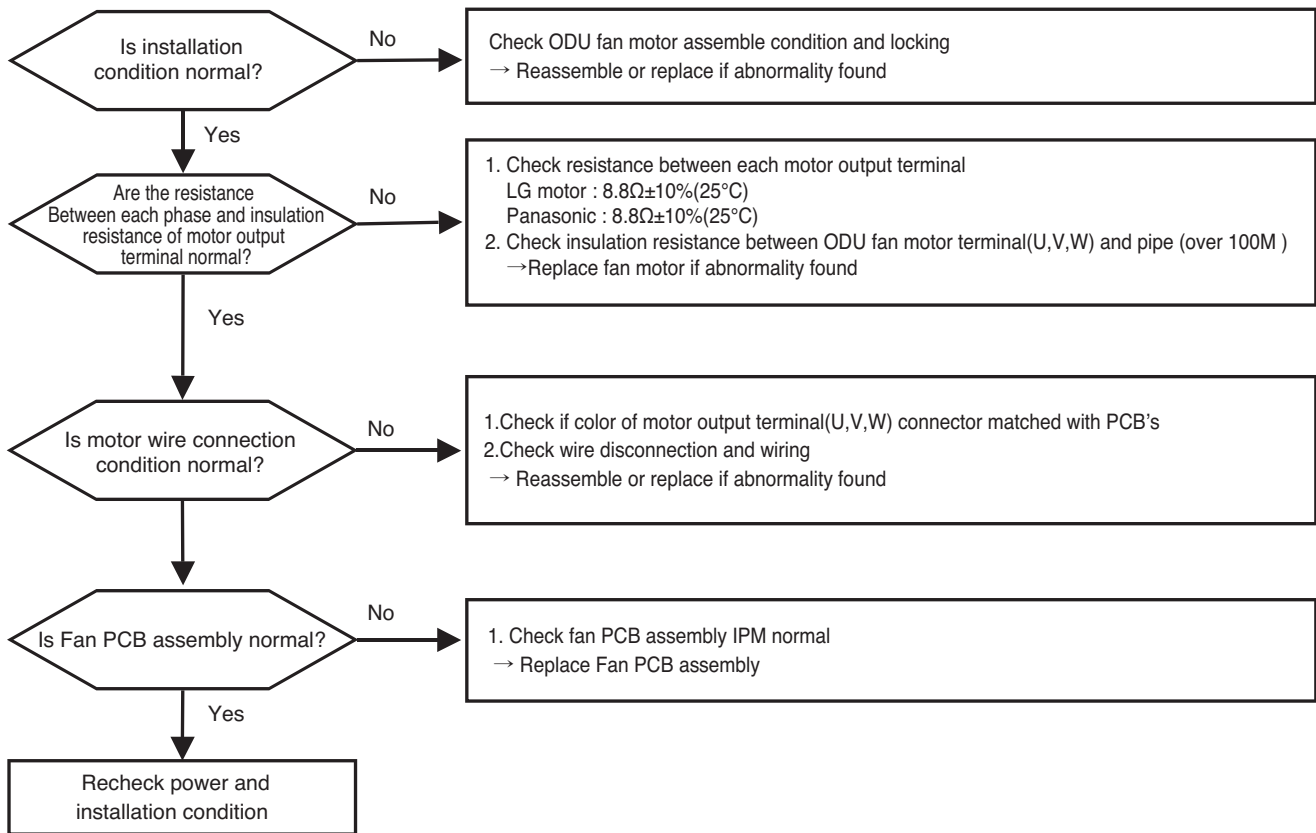 Is installation
condition normal?
No
Check ODU fan motor assemble condition and locking
→ Reassemble or replace if abnormality found
Yes
Are the resistance
Between each phase and insulation
resistance of motor output
terminal normal?
No
1. Check resistance between each motor output terminal
LG motor : 8.8Ω±10%(25°C)
Panasonic : 8.8Ω±10%(25°C)
2. Check insulation resistance between ODU fan motor terminal(U,V,W) and pipe (over 100M )
→Replace fan motor if abnormality found
Yes
Is motor wire connection
condition normal?
No
1.Check if color of motor output terminal(U,V,W) connector matched with PCB’s
2.Check wire disconnection and wiring
→ Reassemble or replace if abnormality found
Is Fan PCB assembly normal?
No
1. Check fan PCB assembly IPM normal
→ Replace Fan PCB assembly
Yes
Recheck power and
installation condition